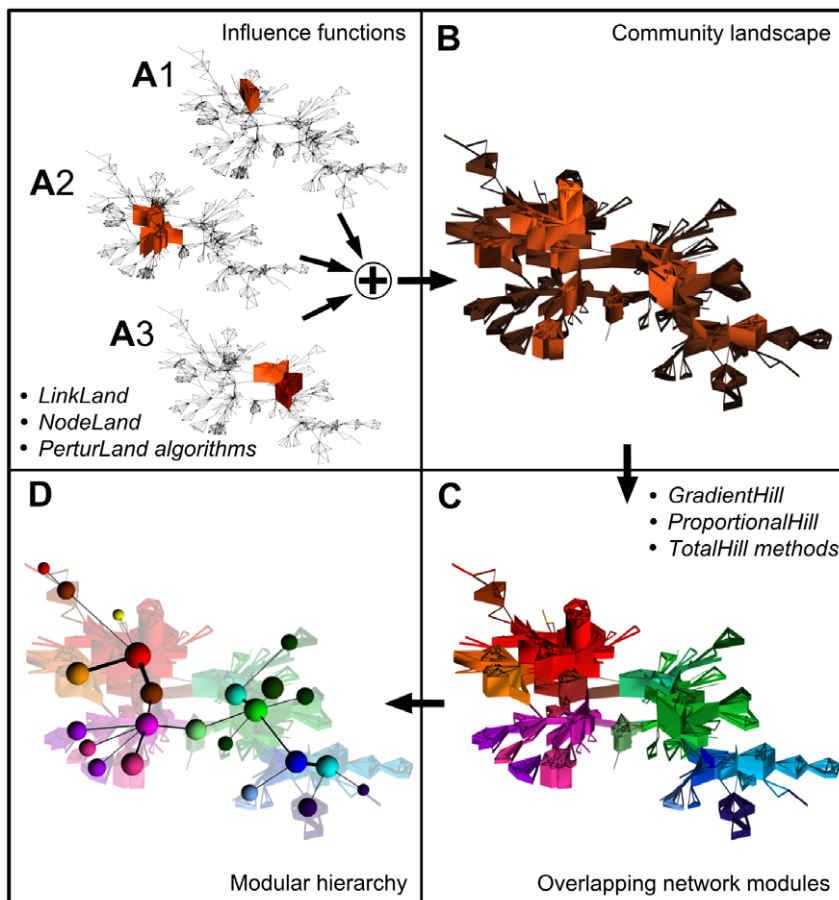 Influence functions
A1
A2
A3
+
• LinkLand
• NodeLand
• PerturLand algorithms
B
Community landscape
D
Modular hierarchy
C
• GradientHill
• ProportionalHill
• TotalHill methods
Overlapping network modules